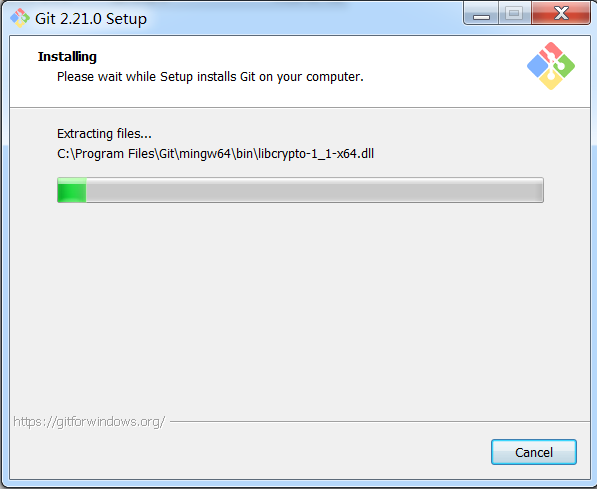 Git 2.21.0 Setup
Installing
Please wait while Setup installs Git on your computer.
Extracting files...
C:\Program Files\Git\mingw64\bin\libcrypto-1_1-x64.dll
https://gitforwindows.org/
Cancel